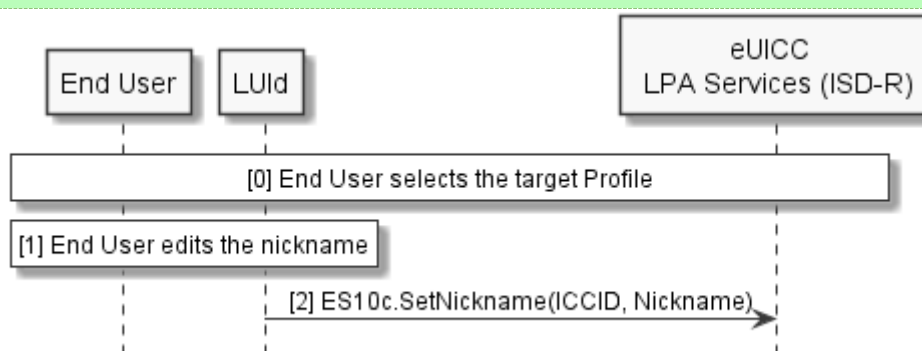 End User
LUId
eUICC
LPA Services (ISD-R)
[0] End User selects the target Profile
[1] End User edits the nickname
[2] ES10c.SetNickname(ICCID, Nickname)